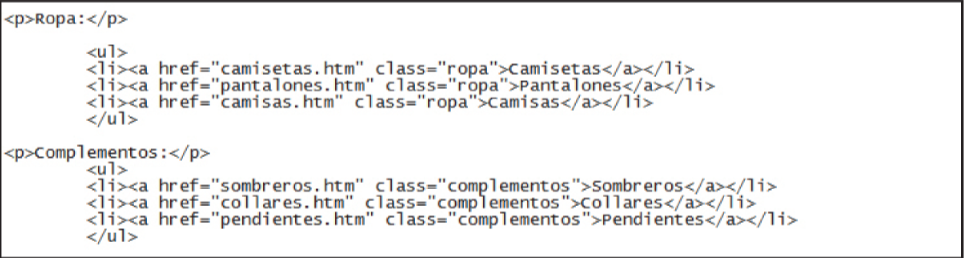 <p>Ropa:</p>
<ul>
<li><a href="camisetas.htm" class="ropa">Camisetas</a></li>
<li><a href="pantalones.htm" class="ropa">Pantalones</a></li>
<li><a href="camisas.htm" class="ropa">Camisas</a></li>
</ul>
<p>Complementos:</p>
<ul>
<li><a href="sombreros.htm" class="complementos">Sombreros</a></li>
<li><a href="collares.htm" class="complementos">Collares</a></li>
<li><a href="pendientes.htm" class="complementos">Pendientes</a></li>
</ul>